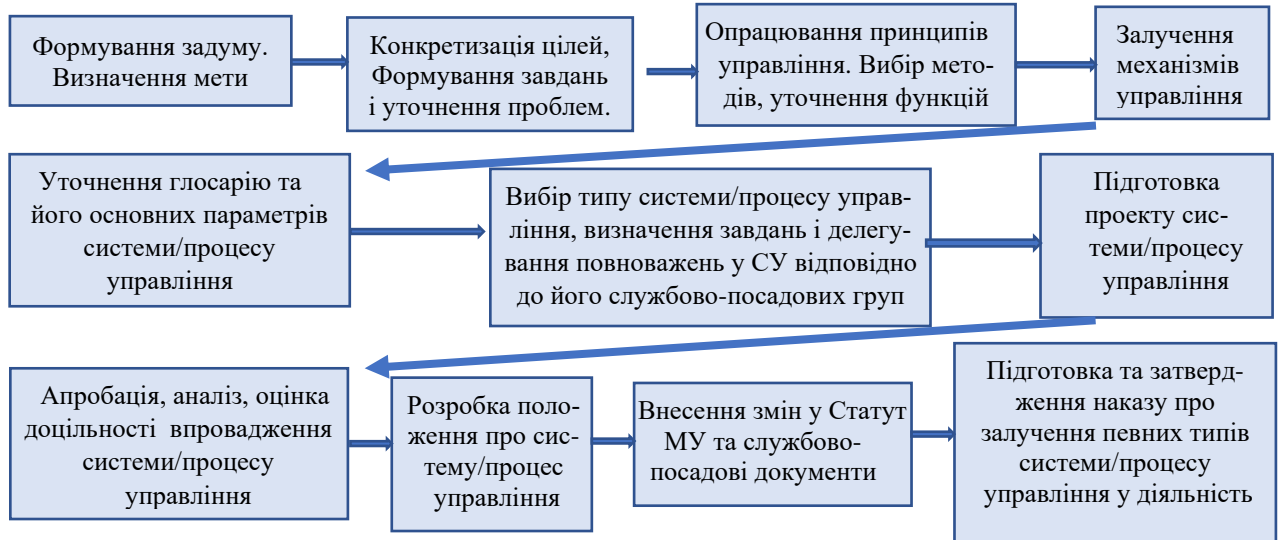 Формування задуму.
Визначення мети
Конкретизація цілей,
Формування завдань
і уточнення проблем.
Опрацювання принципів
управління. Вибір мето-
дів, уточнення функцій
Залучення
механізмів
управління
Уточнення глосарію та
його основних параметрів
системи/процесу
управління
Вибір типу системи/процесу управ-
ління, визначення завдань і делегу-
вання повноважень у СУ відповідно
до його службово-посадових груп
Підготовка
проекту сис-
теми/процесу
управління
Апробація, аналіз, оцінка
доцільності впровадження
ссистеми/процесу
управління
Розробка поло-
ження про сис-
тему/процес
управління
Внесення змін у Статут
МУ та службово-
посадові документи
Підготовка та затверд-
ження наказу про
залучення певних типів
системи/процесу
управління у діяльність